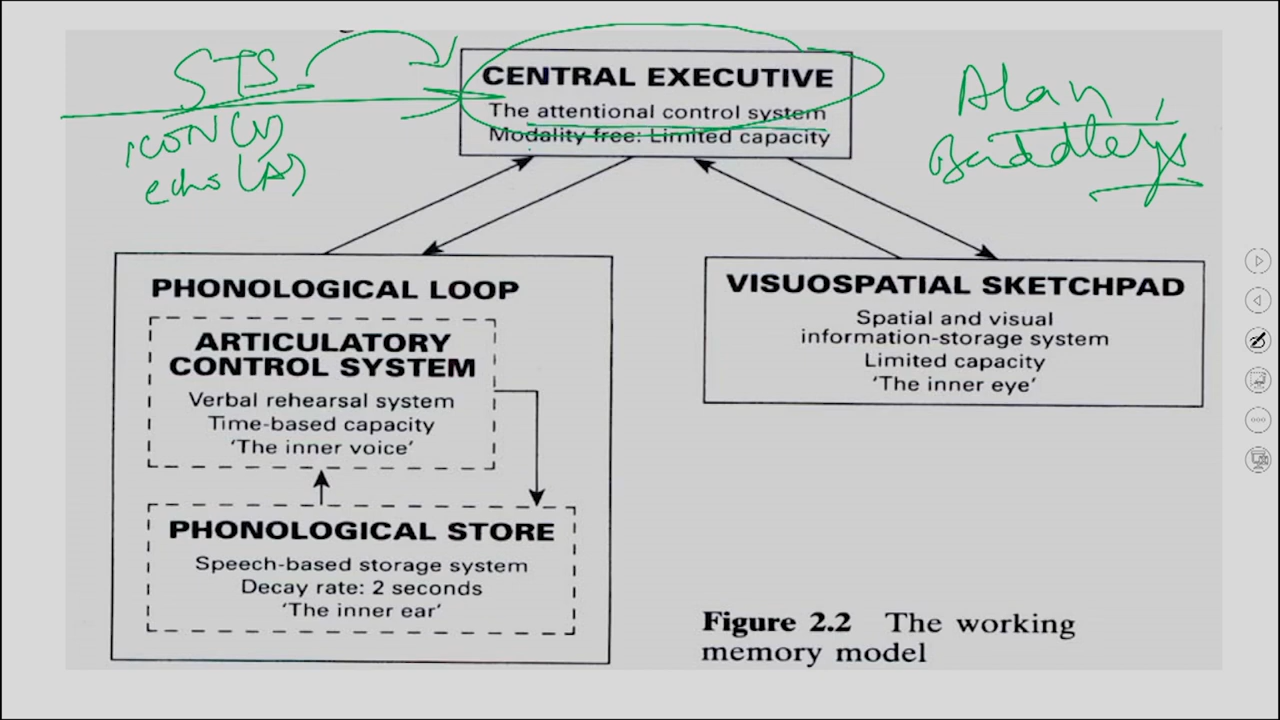 STS
ICON (V)
echo (A)
CENTRAL EXECUTIVE
The attentional control system
Modality free: Limited capacity
Alan
Baddley's
PHONOLOGICAL LOOP
ARTICULATORY
CONTROL SYSTEM
Verbal rehearsal system
Time-based capacity
'The inner voice'
PHONOLOGICAL STORE
Speech-based storage system
Decay rate: 2 seconds
'The inner ear'
VISUOSPATIAL SKETCHPAD
Spatial and visual
information-storage system
Limited capacity
'The inner eye'
Figure 2.2 The working
memory model